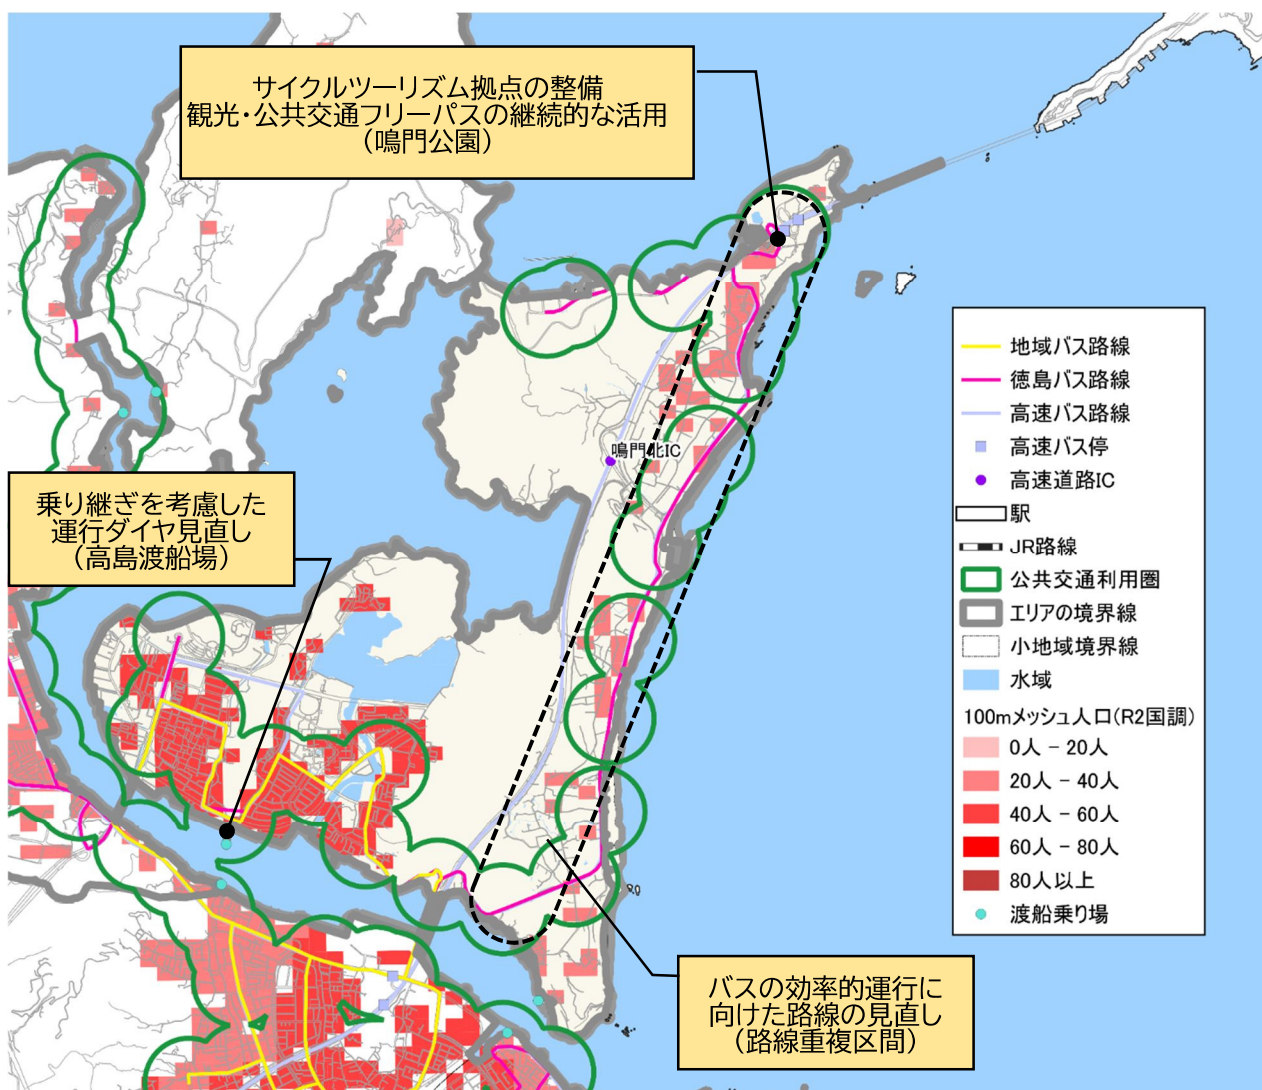 サイクルツーリズム拠点の整備
観光・公共交通フリーパスの継続的な活用
（鳴門公園）
鳴門北IC
乗り継ぎを考慮した
運行ダイヤ見直し
（高島渡船場）
地域バス路線
徳島バス路線
高速バス路線
高速バス停
高速道路IC
駅
JR路線
公共交通利用圏
エリアの境界線
小地域境界線
水域
100mメッシュ人口(R2国調)
0人 - 20人
20人 - 40人
40人 - 60人
60人 - 80人
80人以上
渡船乗り場
バスの効率的運行に
向けた路線の見直し
（路線重複区間）